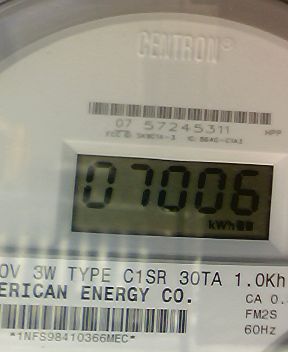 CENTRON®
07 57245311
HPP
07006
kWh
0V 3W TYPE C1SR 30TA 1.0Kh
ERICAN ENERGY CO.
CA 0.
FM2S
60Hz
*1NFS98410366MEC*